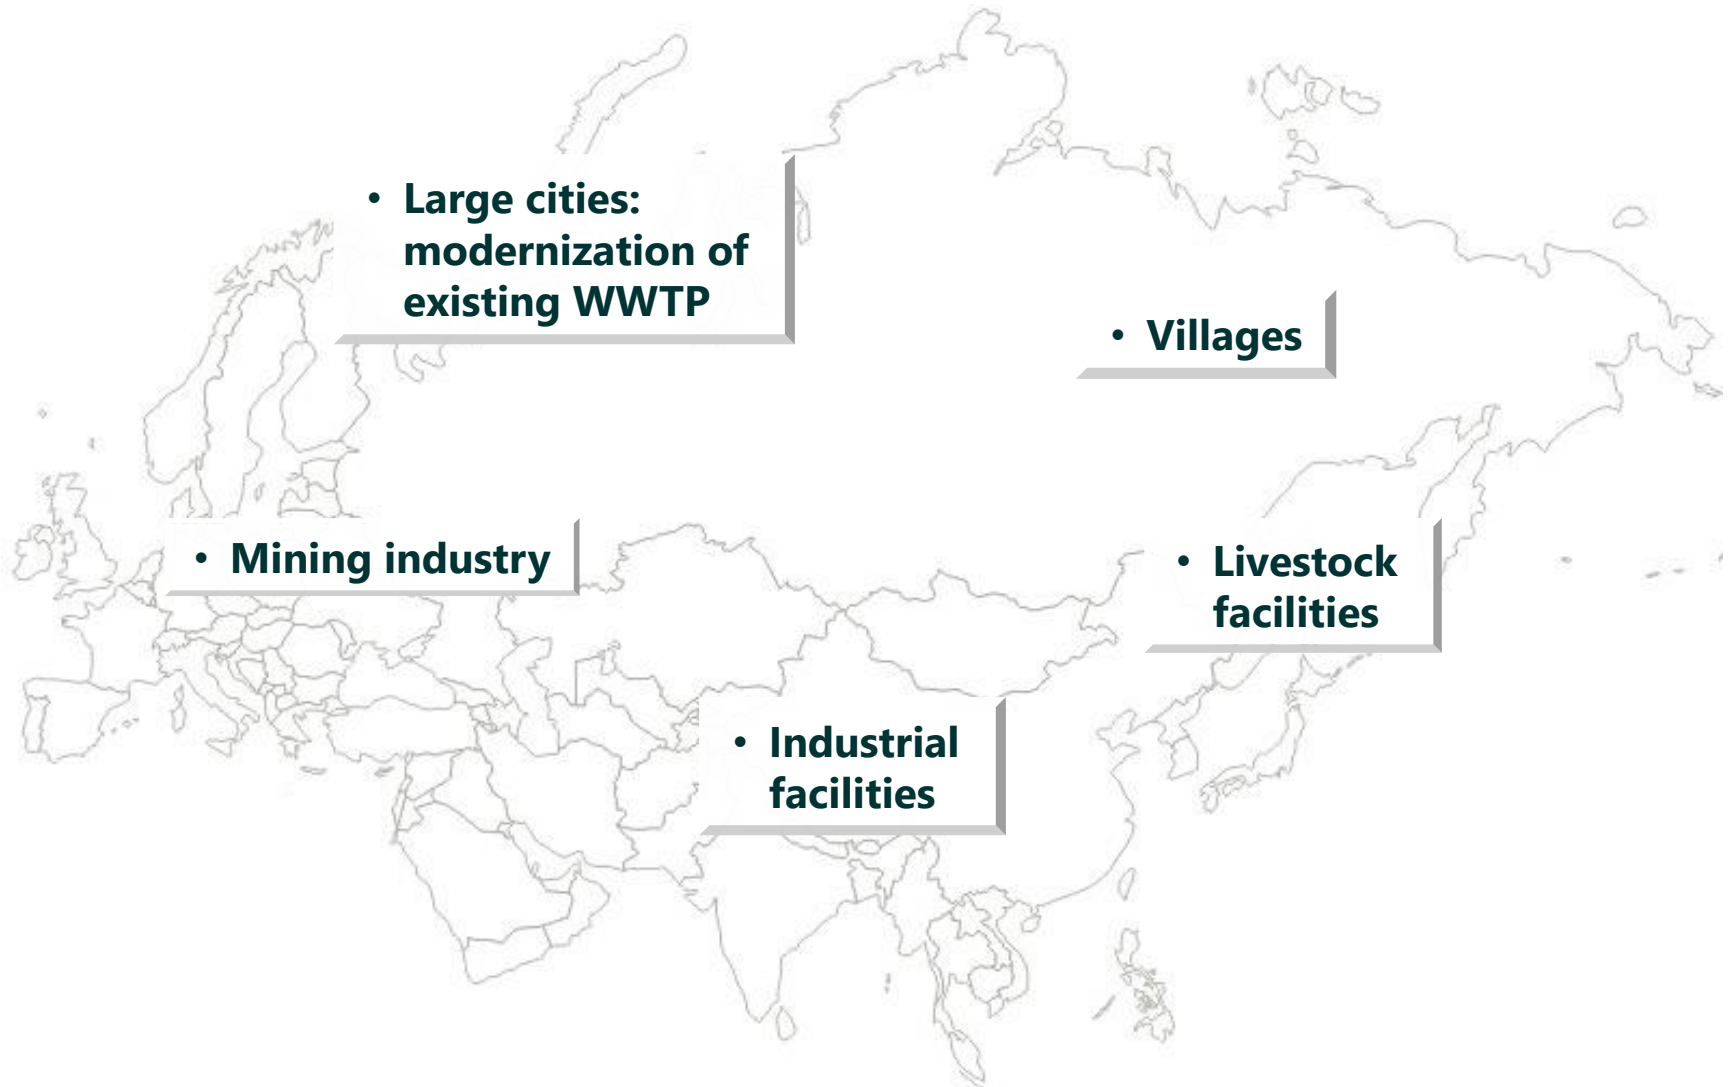 • Large cities:
modernization of
existing WWTP
• Villages
• Mining industry
• Livestock
facilities
• Industrial
facilities